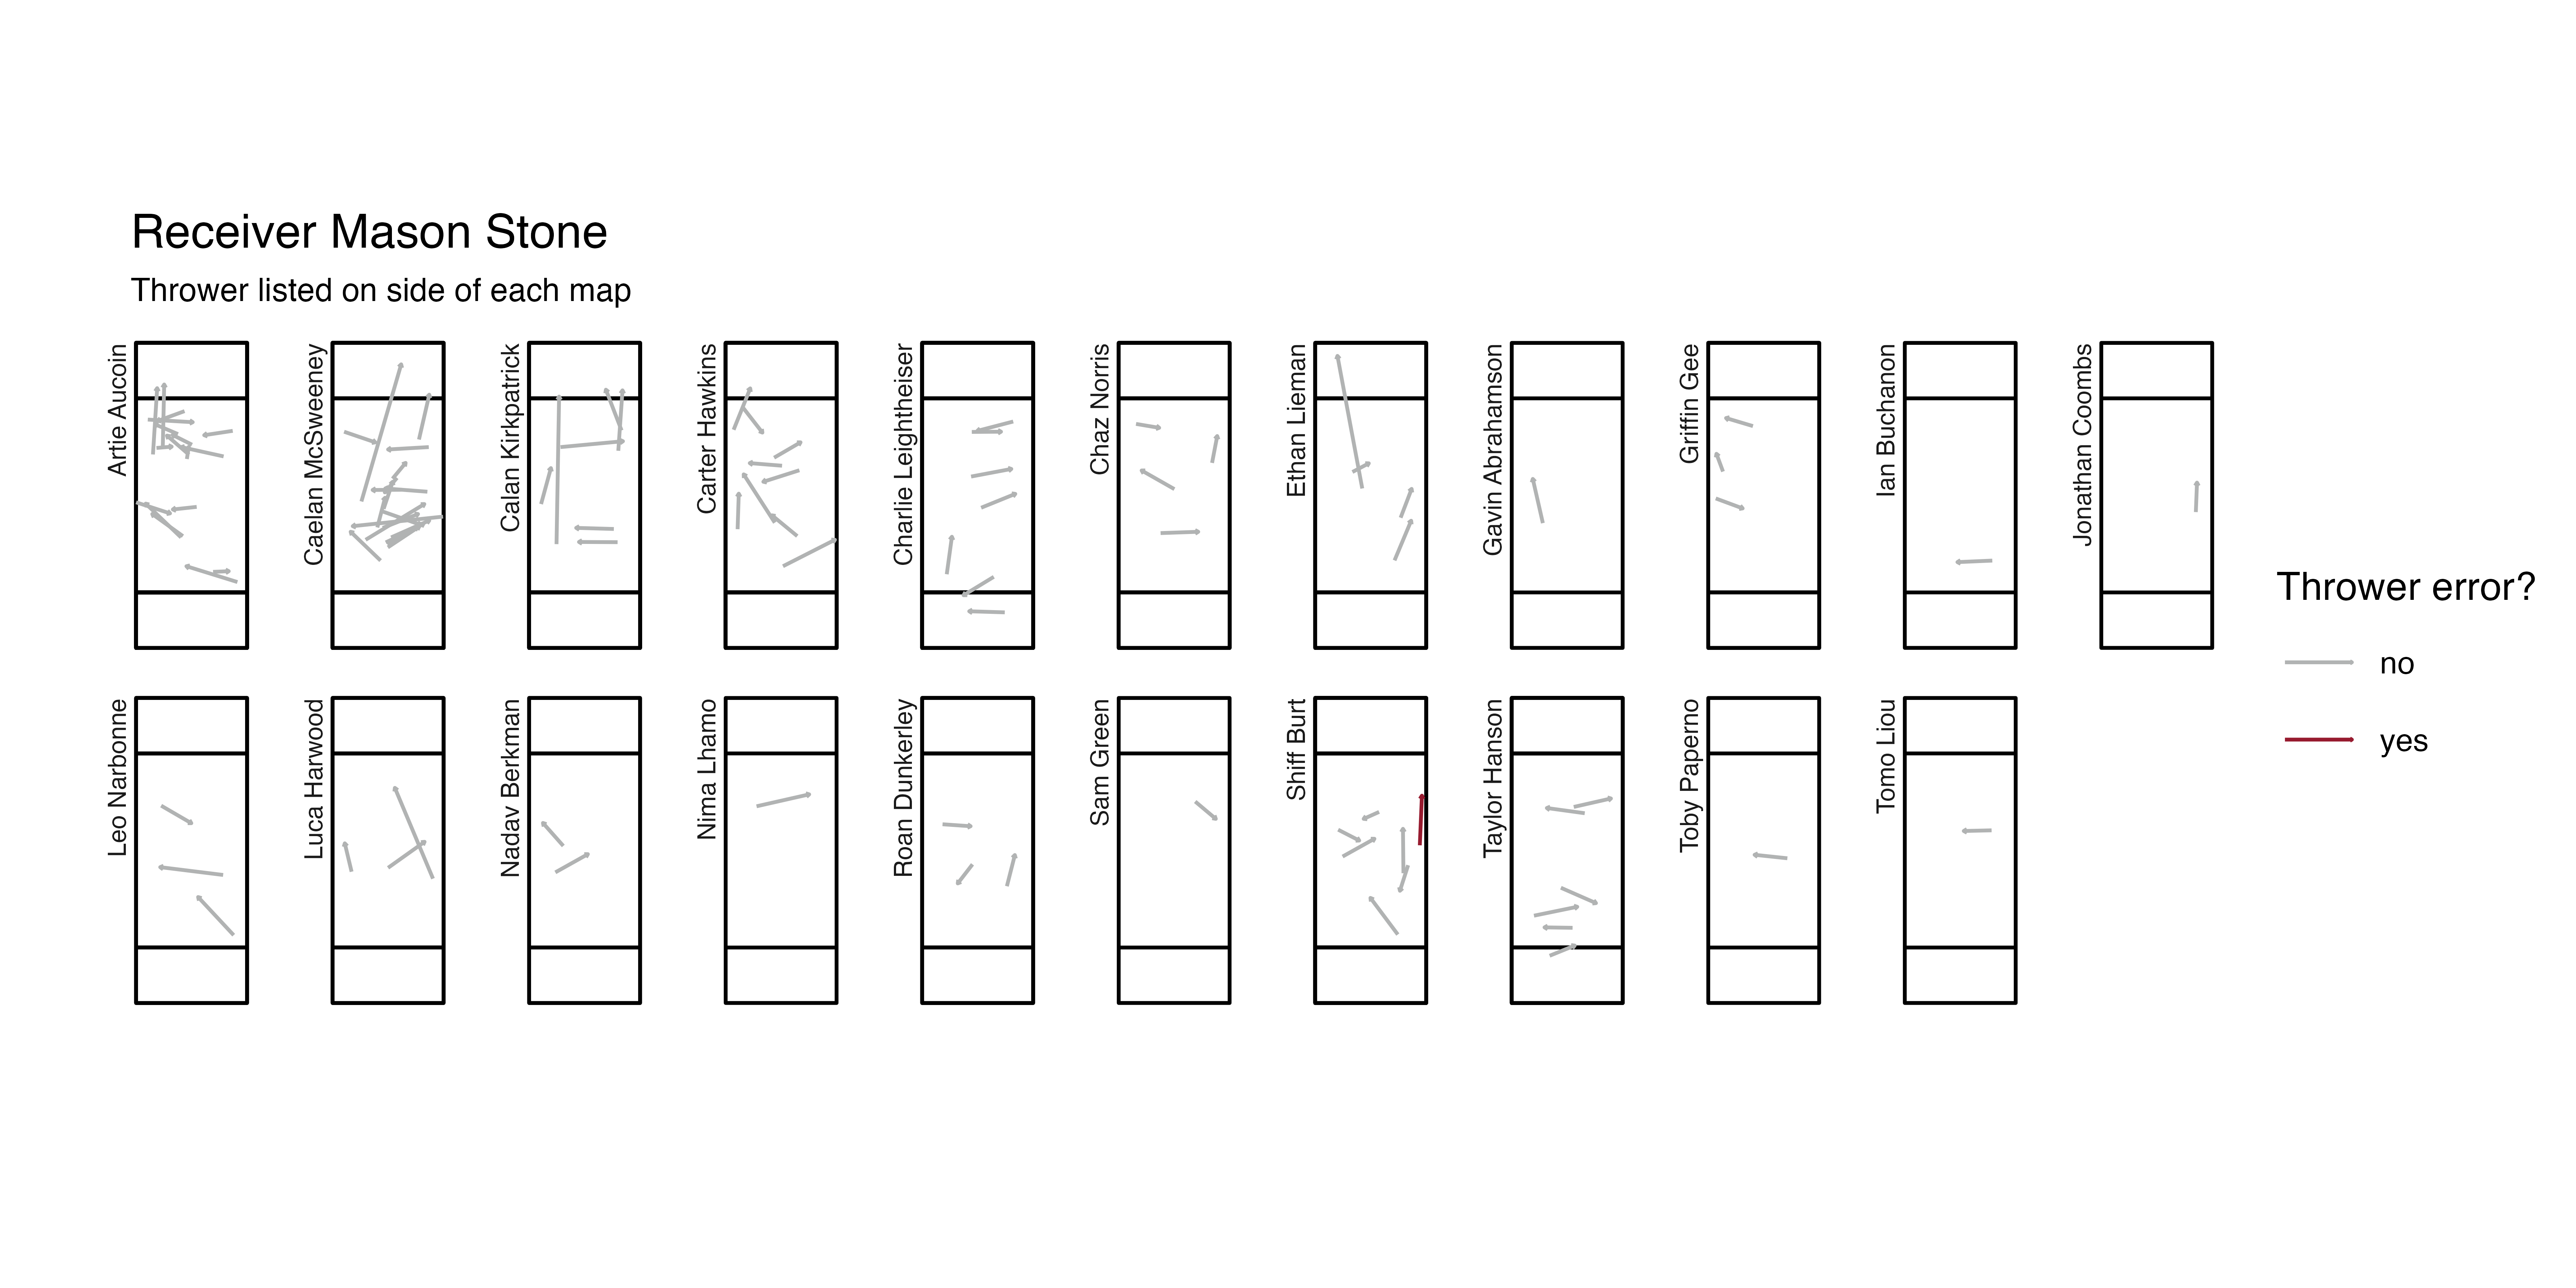 Receiver Mason Stone
Thrower listed on side of each map
Artie Aucoin
Caelan McSweeney
Calan Kirkpatrick
Carter Hawkins
Charlie Leightheiser
Chaz Norris
Ethan Lieman
Gavin Abrahamson
Griffin Gee
Ian Buchanon
Jonathan Coombs
Leo Narbonne
Luca Harwood
Nadav Berkman
Nima Lhamo
Roan Dunkerley
Sam Green
Shiff Burt
Taylor Hanson
Toby Paperno
Tomo Liou
Thrower error?
no
yes